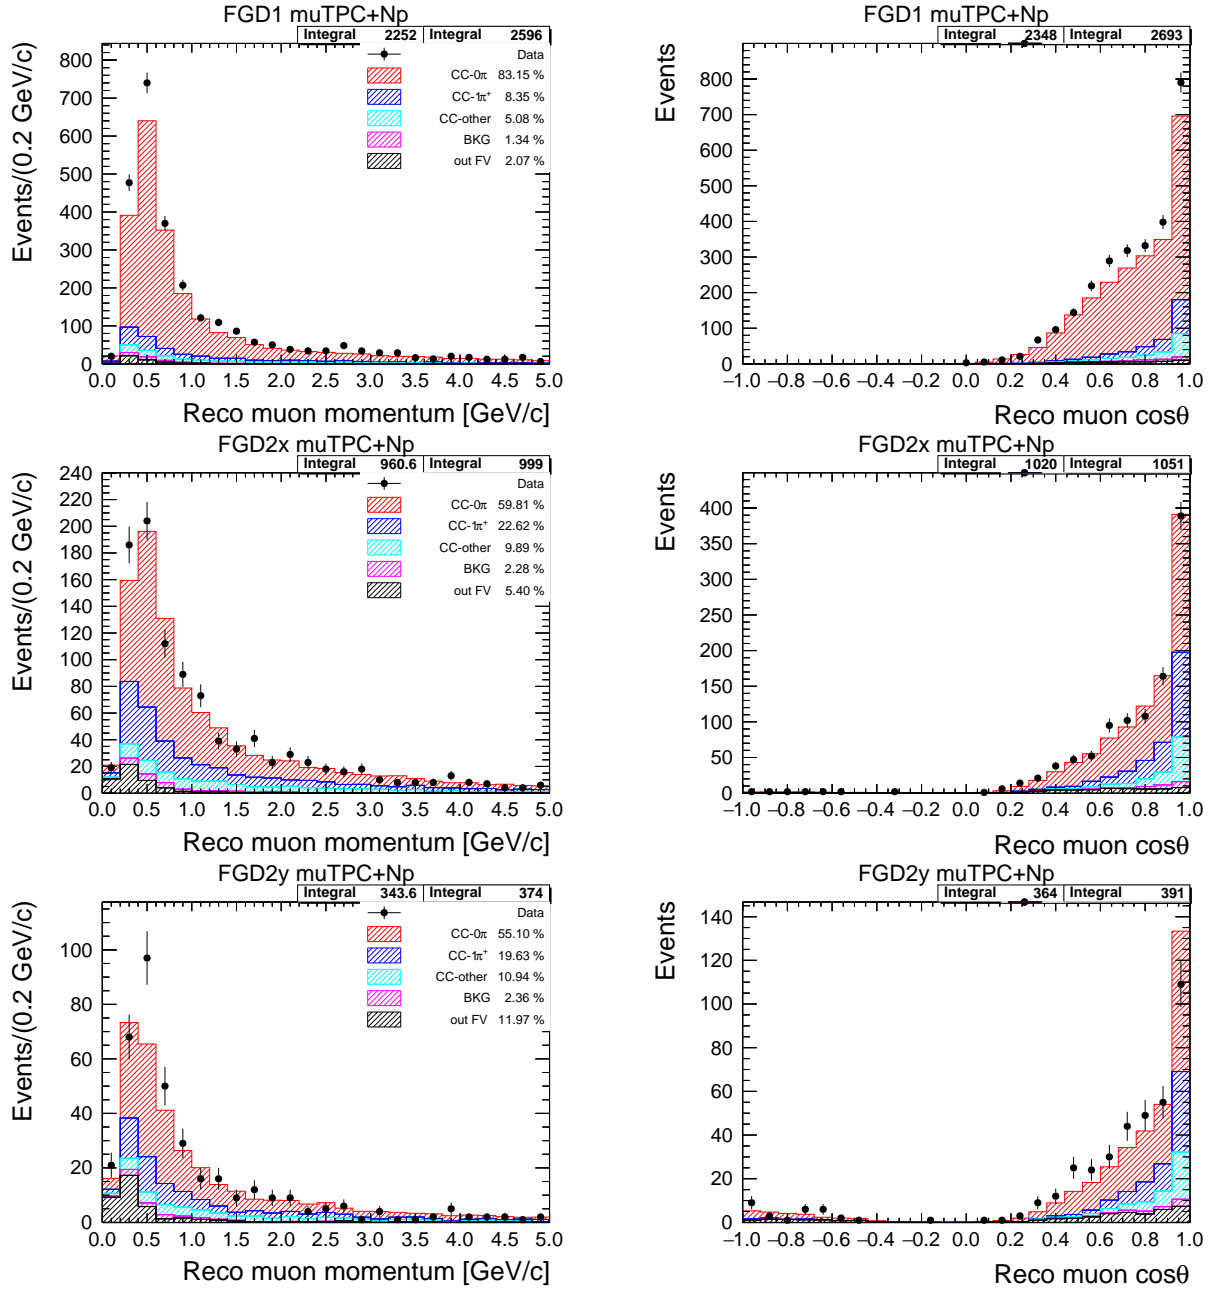 FGD1 muTPC+Np
Integral 2252 Integral 2596
Data
CC-0π 83.15 %
CC-1π⁺ 8.35 %
CC-other 5.08 %
BKG 1.34 %
out FV 2.07 %
Events/(0.2 GeV/c)
800
700
600
500
400
300
200
100
0
0.0 0.5 1.0 1.5 2.0 2.5 3.0 3.5 4.0 4.5 5.0
Reco muon momentum [GeV/c]
FGD1 muTPC+Np
Integral 2348 Integral 2693
Events
800
700
600
500
400
300
200
100
0
−1.0 −0.8 −0.6 −0.4 −0.2 0.0 0.2 0.4 0.6 0.8 1.0
Reco muon cosθ
FGD2x muTPC+Np
Integral 960.6 Integral 999
Data
CC-0π 59.81 %
CC-1π⁺ 22.62 %
CC-other 9.89 %
BKG 2.28 %
out FV 5.40 %
Events/(0.2 GeV/c)
240
220
200
180
160
140
120
100
80
60
40
20
0
0.0 0.5 1.0 1.5 2.0 2.5 3.0 3.5 4.0 4.5 5.0
Reco muon momentum [GeV/c]
FGD2x muTPC+Np
Integral 1020 Integral 1051
Events
400
350
300
250
200
150
100
50
0
−1.0 −0.8 −0.6 −0.4 −0.2 0.0 0.2 0.4 0.6 0.8 1.0
Reco muon cosθ
FGD2y muTPC+Np
Integral 343.6 Integral 374
Data
CC-0π 55.10 %
CC-1π⁺ 19.63 %
CC-other 10.94 %
BKG 2.36 %
out FV 11.97 %
Events/(0.2 GeV/c)
100
80
60
40
20
0
0.0 0.5 1.0 1.5 2.0 2.5 3.0 3.5 4.0 4.5 5.0
Reco muon momentum [GeV/c]
FGD2y muTPC+Np
Integral 364 Integral 391
Events
140
120
100
80
60
40
20
0
−1.0 −0.8 −0.6 −0.4 −0.2 0.0 0.2 0.4 0.6 0.8 1.0
Reco muon cosθ